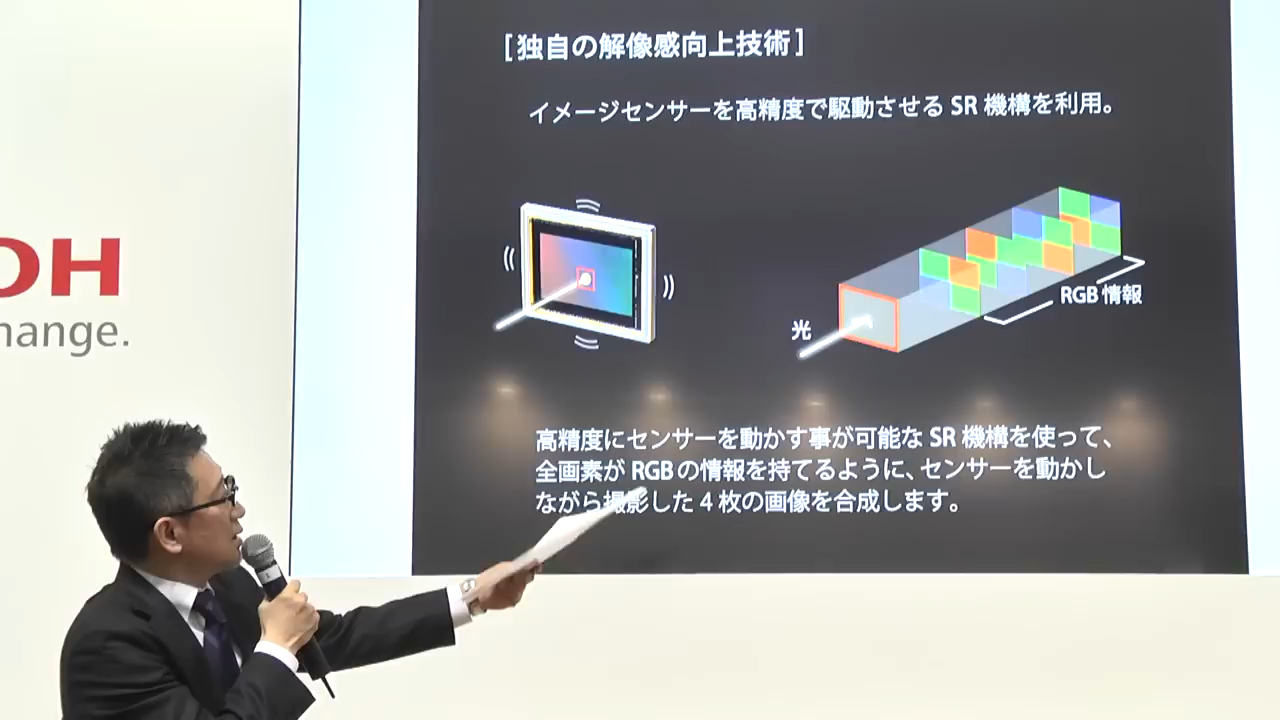 [独自の解像感向上技術]
イメージセンサーを高精度で駆動させる SR 機構を利用。
光
RGB 情報
OH
hange.
高精度にセンサーを動かす事が可能な SR 機構を使って、
全画素が RGB の情報を持てるように、センサーを動かし
ながら撮影した 4 枚の画像を合成します。